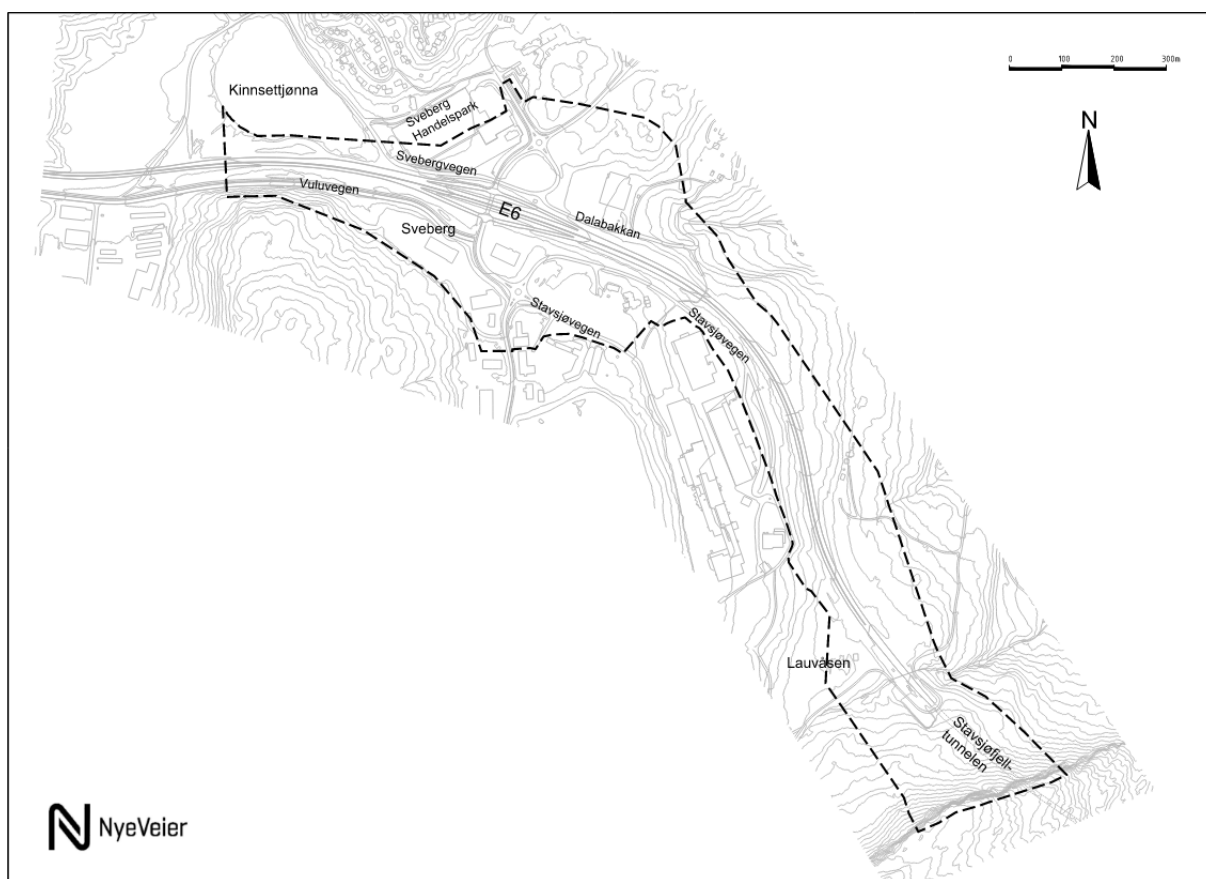 0 100 200 300m
Kinnsettjønna
N
Sveberg
Handelspark
Svebergvegen
Vuluvegen
E6
Sveberg
Dalabakkan
Stavsjøvegen
Stavsjøvegen
Lauvåsen
Stavsjøfjell-
tunnelen
NyeVeier